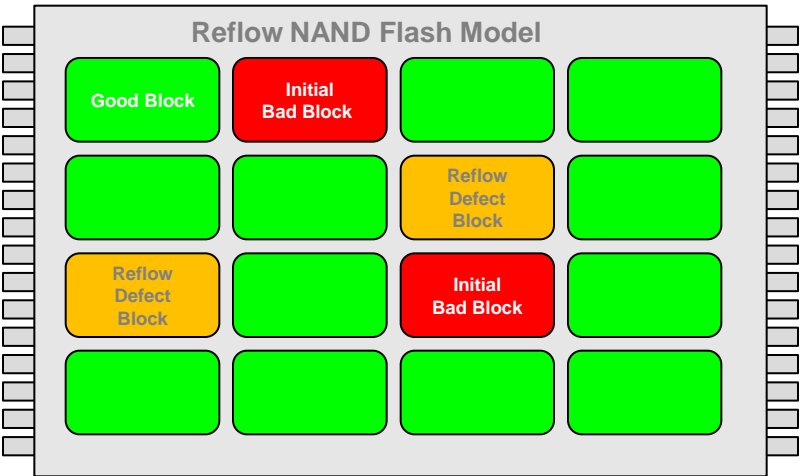 Reflow NAND Flash Model
Good Block
Initial
Bad Block
Reflow
Defect
Block
Reflow
Defect
Block
Initial
Bad Block